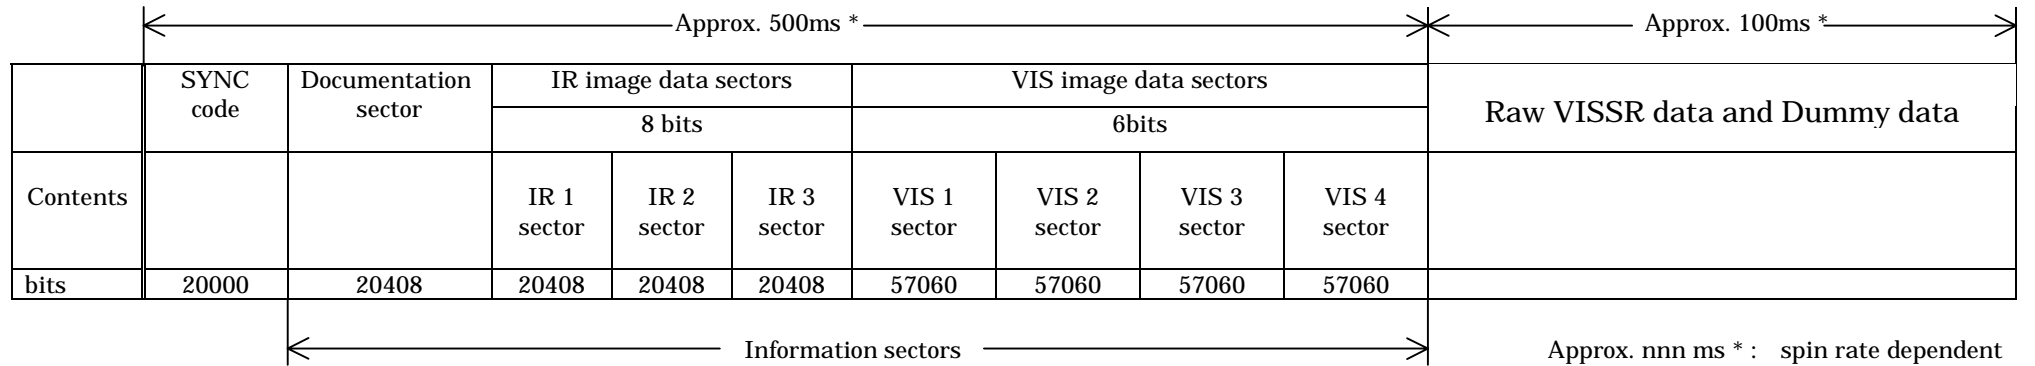 Approx. 500ms * Approx. 100ms *
SYNC code Documentation sector IR image data sectors VIS image data sectors Raw VISSR data and Dummy data
8 bits 6bits
Contents IR 1 sector IR 2 sector IR 3 sector VIS 1 sector VIS 2 sector VIS 3 sector VIS 4 sector
bits 20000 20408 20408 20408 20408 57060 57060 57060 57060
Information sectors Approx. nnn ms * : spin rate dependent